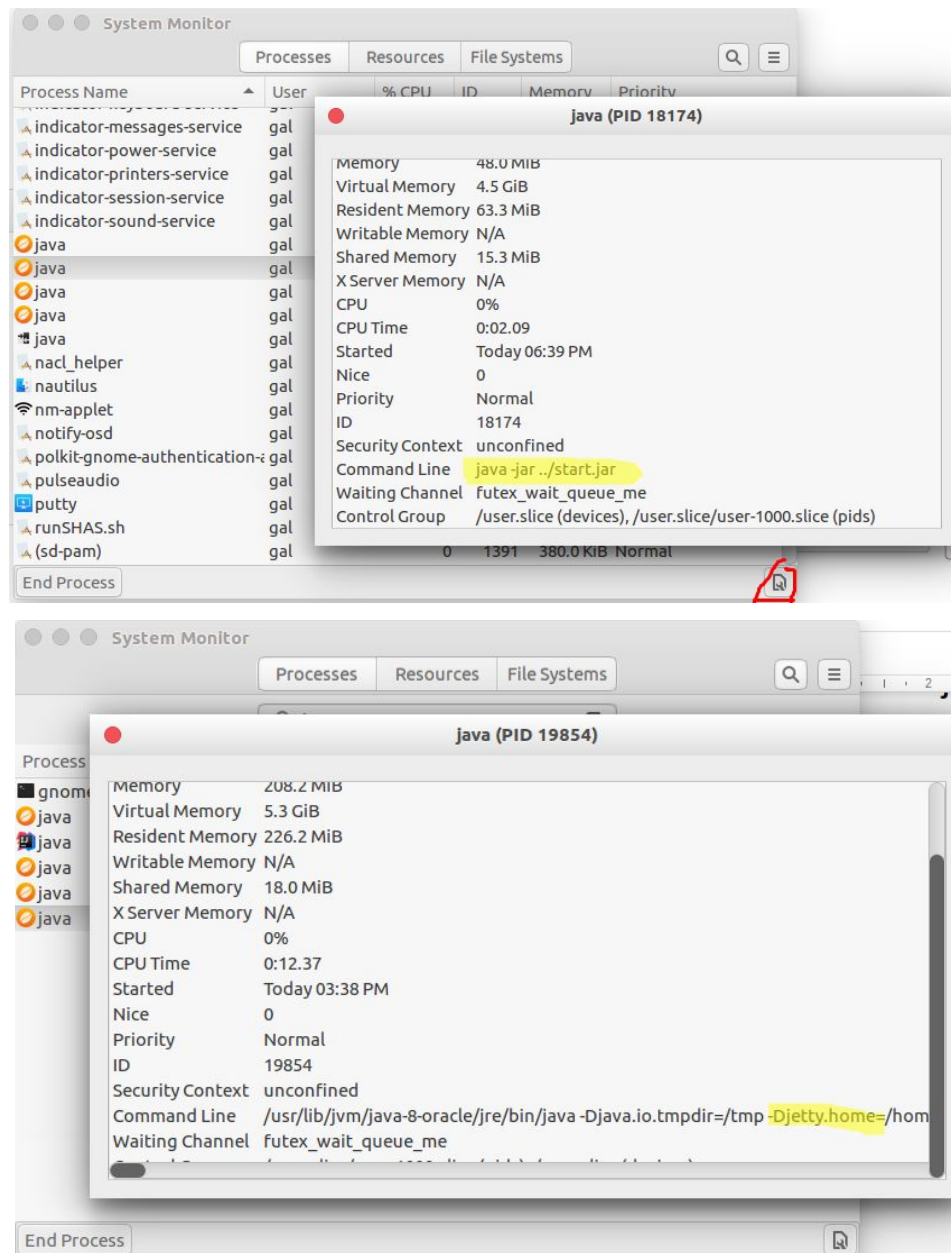 System Monitor
Processes Resources File Systems
Process Name User % CPU ID Memory Priority
indicator-messages-service gal
indicator-power-service gal
indicator-printers-service gal
indicator-session-service gal
indicator-sound-service gal
java gal
java gal
java gal
java gal
java gal
nacl_helper gal
nautilus gal
nm-applet gal
notify-osd gal
polkit-gnome-authentication-a gal
pulseaudio gal
putty gal
runSHAS.sh gal
(sd-pam) gal 0 1391 380.0 KiB Normal
End Process
java (PID 18174)
Memory 48.0 MiB
Virtual Memory 4.5 GiB
Resident Memory 63.3 MiB
Writable Memory N/A
Shared Memory 15.3 MiB
X Server Memory N/A
CPU 0%
CPU Time 0:02.09
Started Today 06:39 PM
Nice 0
Priority Normal
ID 18174
Security Context unconfined
Command Line java -jar ../start.jar
Waiting Channel futex_wait_queue_me
Control Group /user.slice (devices), /user.slice/user-1000.slice (pids)
System Monitor
Processes Resources File Systems
2
Process
gnome
java
java
java
java
java
java (PID 19854)
Memory 208.2 MiB
Virtual Memory 5.3 GiB
Resident Memory 226.2 MiB
Writable Memory N/A
Shared Memory 18.0 MiB
X Server Memory N/A
CPU 0%
CPU Time 0:12.37
Started Today 03:38 PM
Nice 0
Priority Normal
ID 19854
Security Context unconfined
Command Line /usr/lib/jvm/java-8-oracle/jre/bin/java -Djava.io.tmpdir=/tmp -Djetty.home=/hom
Waiting Channel futex_wait_queue_me
End Process